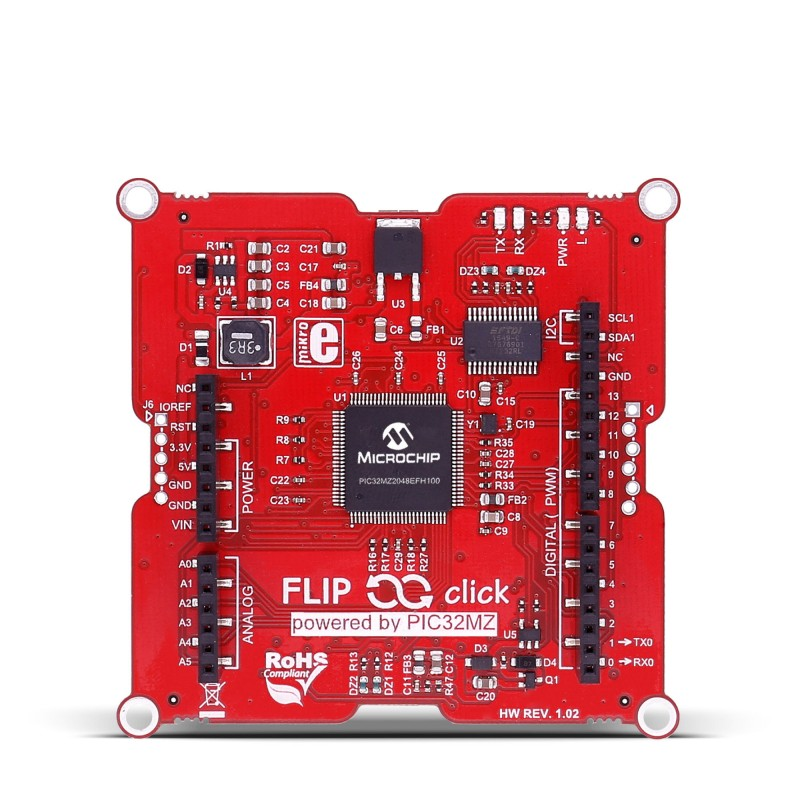 TX
RX
PWR
L
R1
C2
C21
C3
C17
D2
U4
C5
FB4
C4
C18
U3
DZ3
DZ4
C6
FB1
U2
FTDI
I2C
SCL1
SDA1
NC
GND
D1
3R3
L1
mikro e
C26
C24
C25
C10
C15
Y1
C19
U1
MICROCHIP
PIC32MZ2048EFH100
NC
J6
IOREF
RST
3.3V
5V
GND
GND
VIN
POWER
R9
R8
R7
C22
C23
R35
C28
C27
R34
R33
FB2
C8
C9
13
12
11
10
9
8
DIGITAL ( PWM)
7
6
5
4
3
2
1 → TX0
0 → RX0
R16
R17
C29
R18
R27
A0
A1
A2
A3
A4
A5
ANALOG
FLIP click
powered by PIC32MZ
U5
D3
D4
Q1
C20
RoHS
Compliant
R13
R12
FB3
C12
DZ2
DZ1
C11
R47
HW REV. 1.02